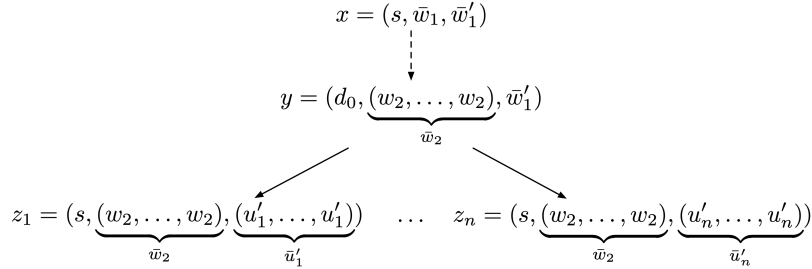 x = (s, w̄₁, w̄′₁)
y = (d₀, (w₂, …, w₂), w̄′₁)
w̄₂
z₁ = (s, (w₂, …, w₂), (u′₁, …, u′₁)) … zₙ = (s, (w₂, …, w₂), (u′ₙ, …, u′ₙ))
w̄₂ ū′₁ w̄₂ ū′ₙ